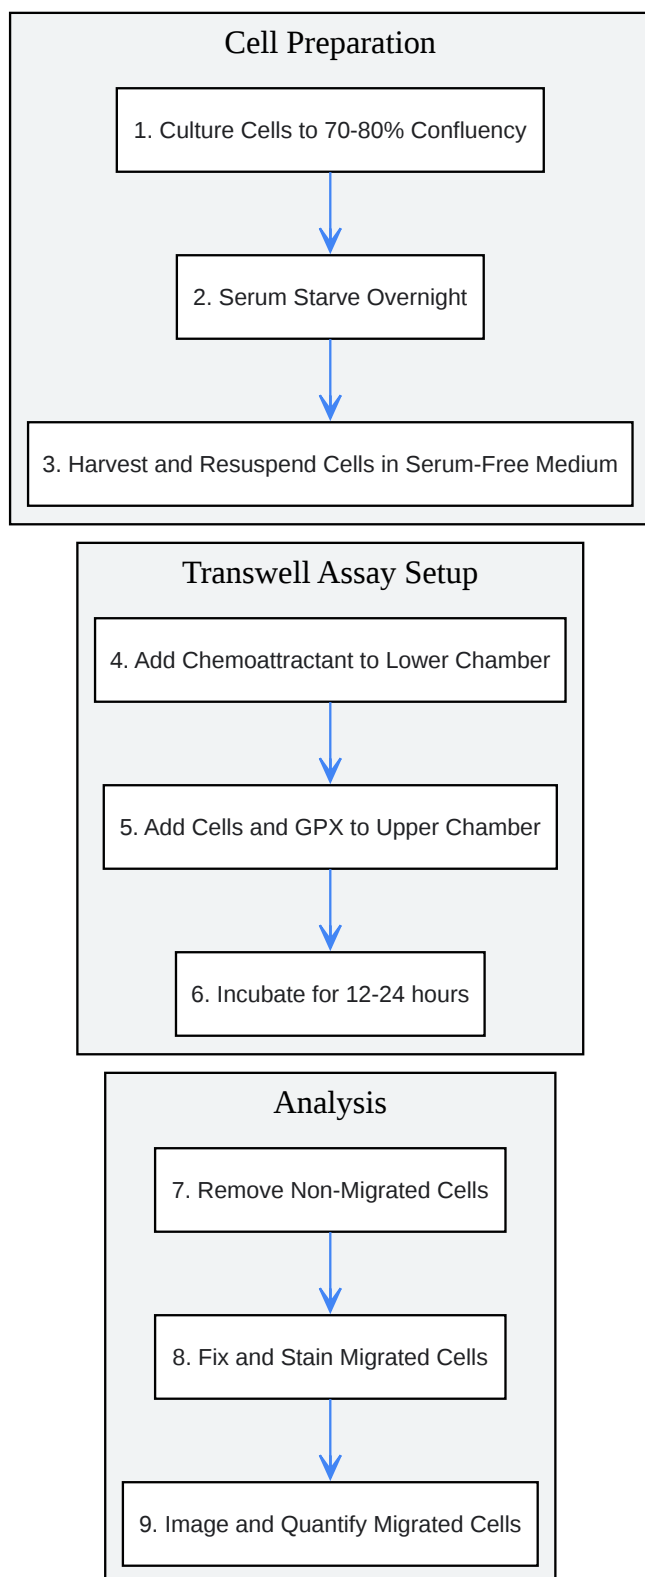 Cell Preparation
1. Culture Cells to 70-80% Confluency
2. Serum Starve Overnight
3. Harvest and Resuspend Cells in Serum-Free Medium
Transwell Assay Setup
4. Add Chemoattractant to Lower Chamber
5. Add Cells and GPX to Upper Chamber
6. Incubate for 12-24 hours
Analysis
7. Remove Non-Migrated Cells
8. Fix and Stain Migrated Cells
9. Image and Quantify Migrated Cells